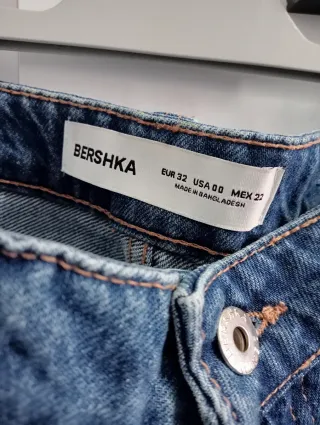 BERSHKA
EUR 32 USA 00 MEX 22
MADE IN BANGLADESH